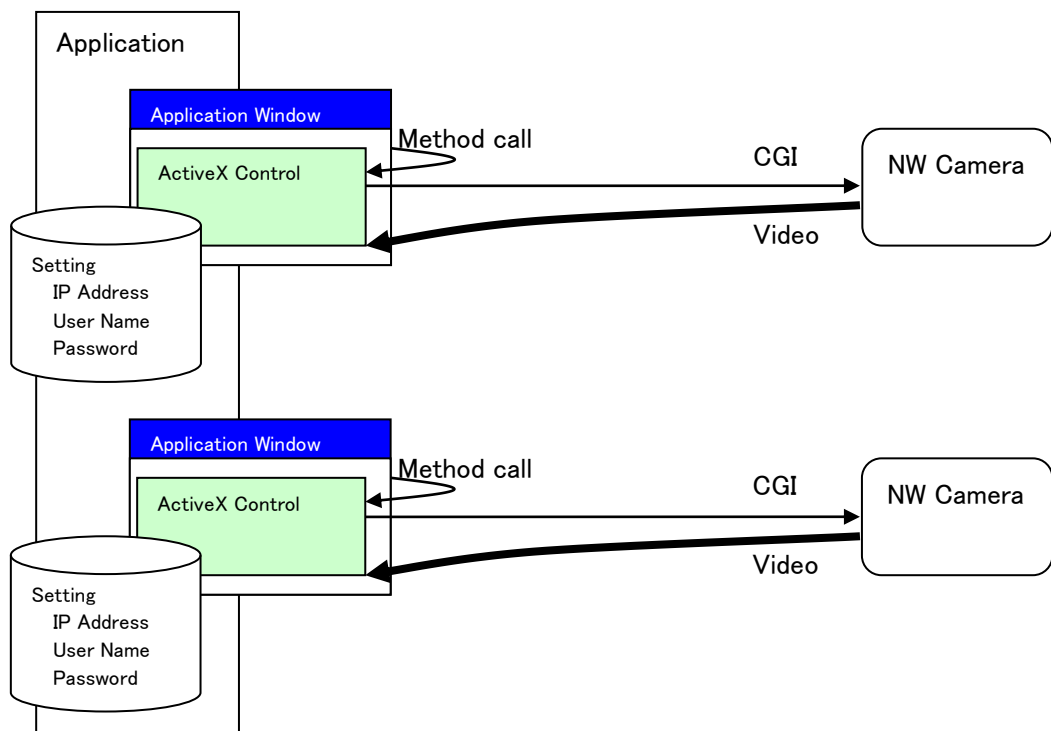 Application
Application Window
Method call
ActiveX Control
CGI
NW Camera
Video
Setting
IP Address
User Name
Password
Application Window
Method call
ActiveX Control
CGI
NW Camera
Video
Setting
IP Address
User Name
Password